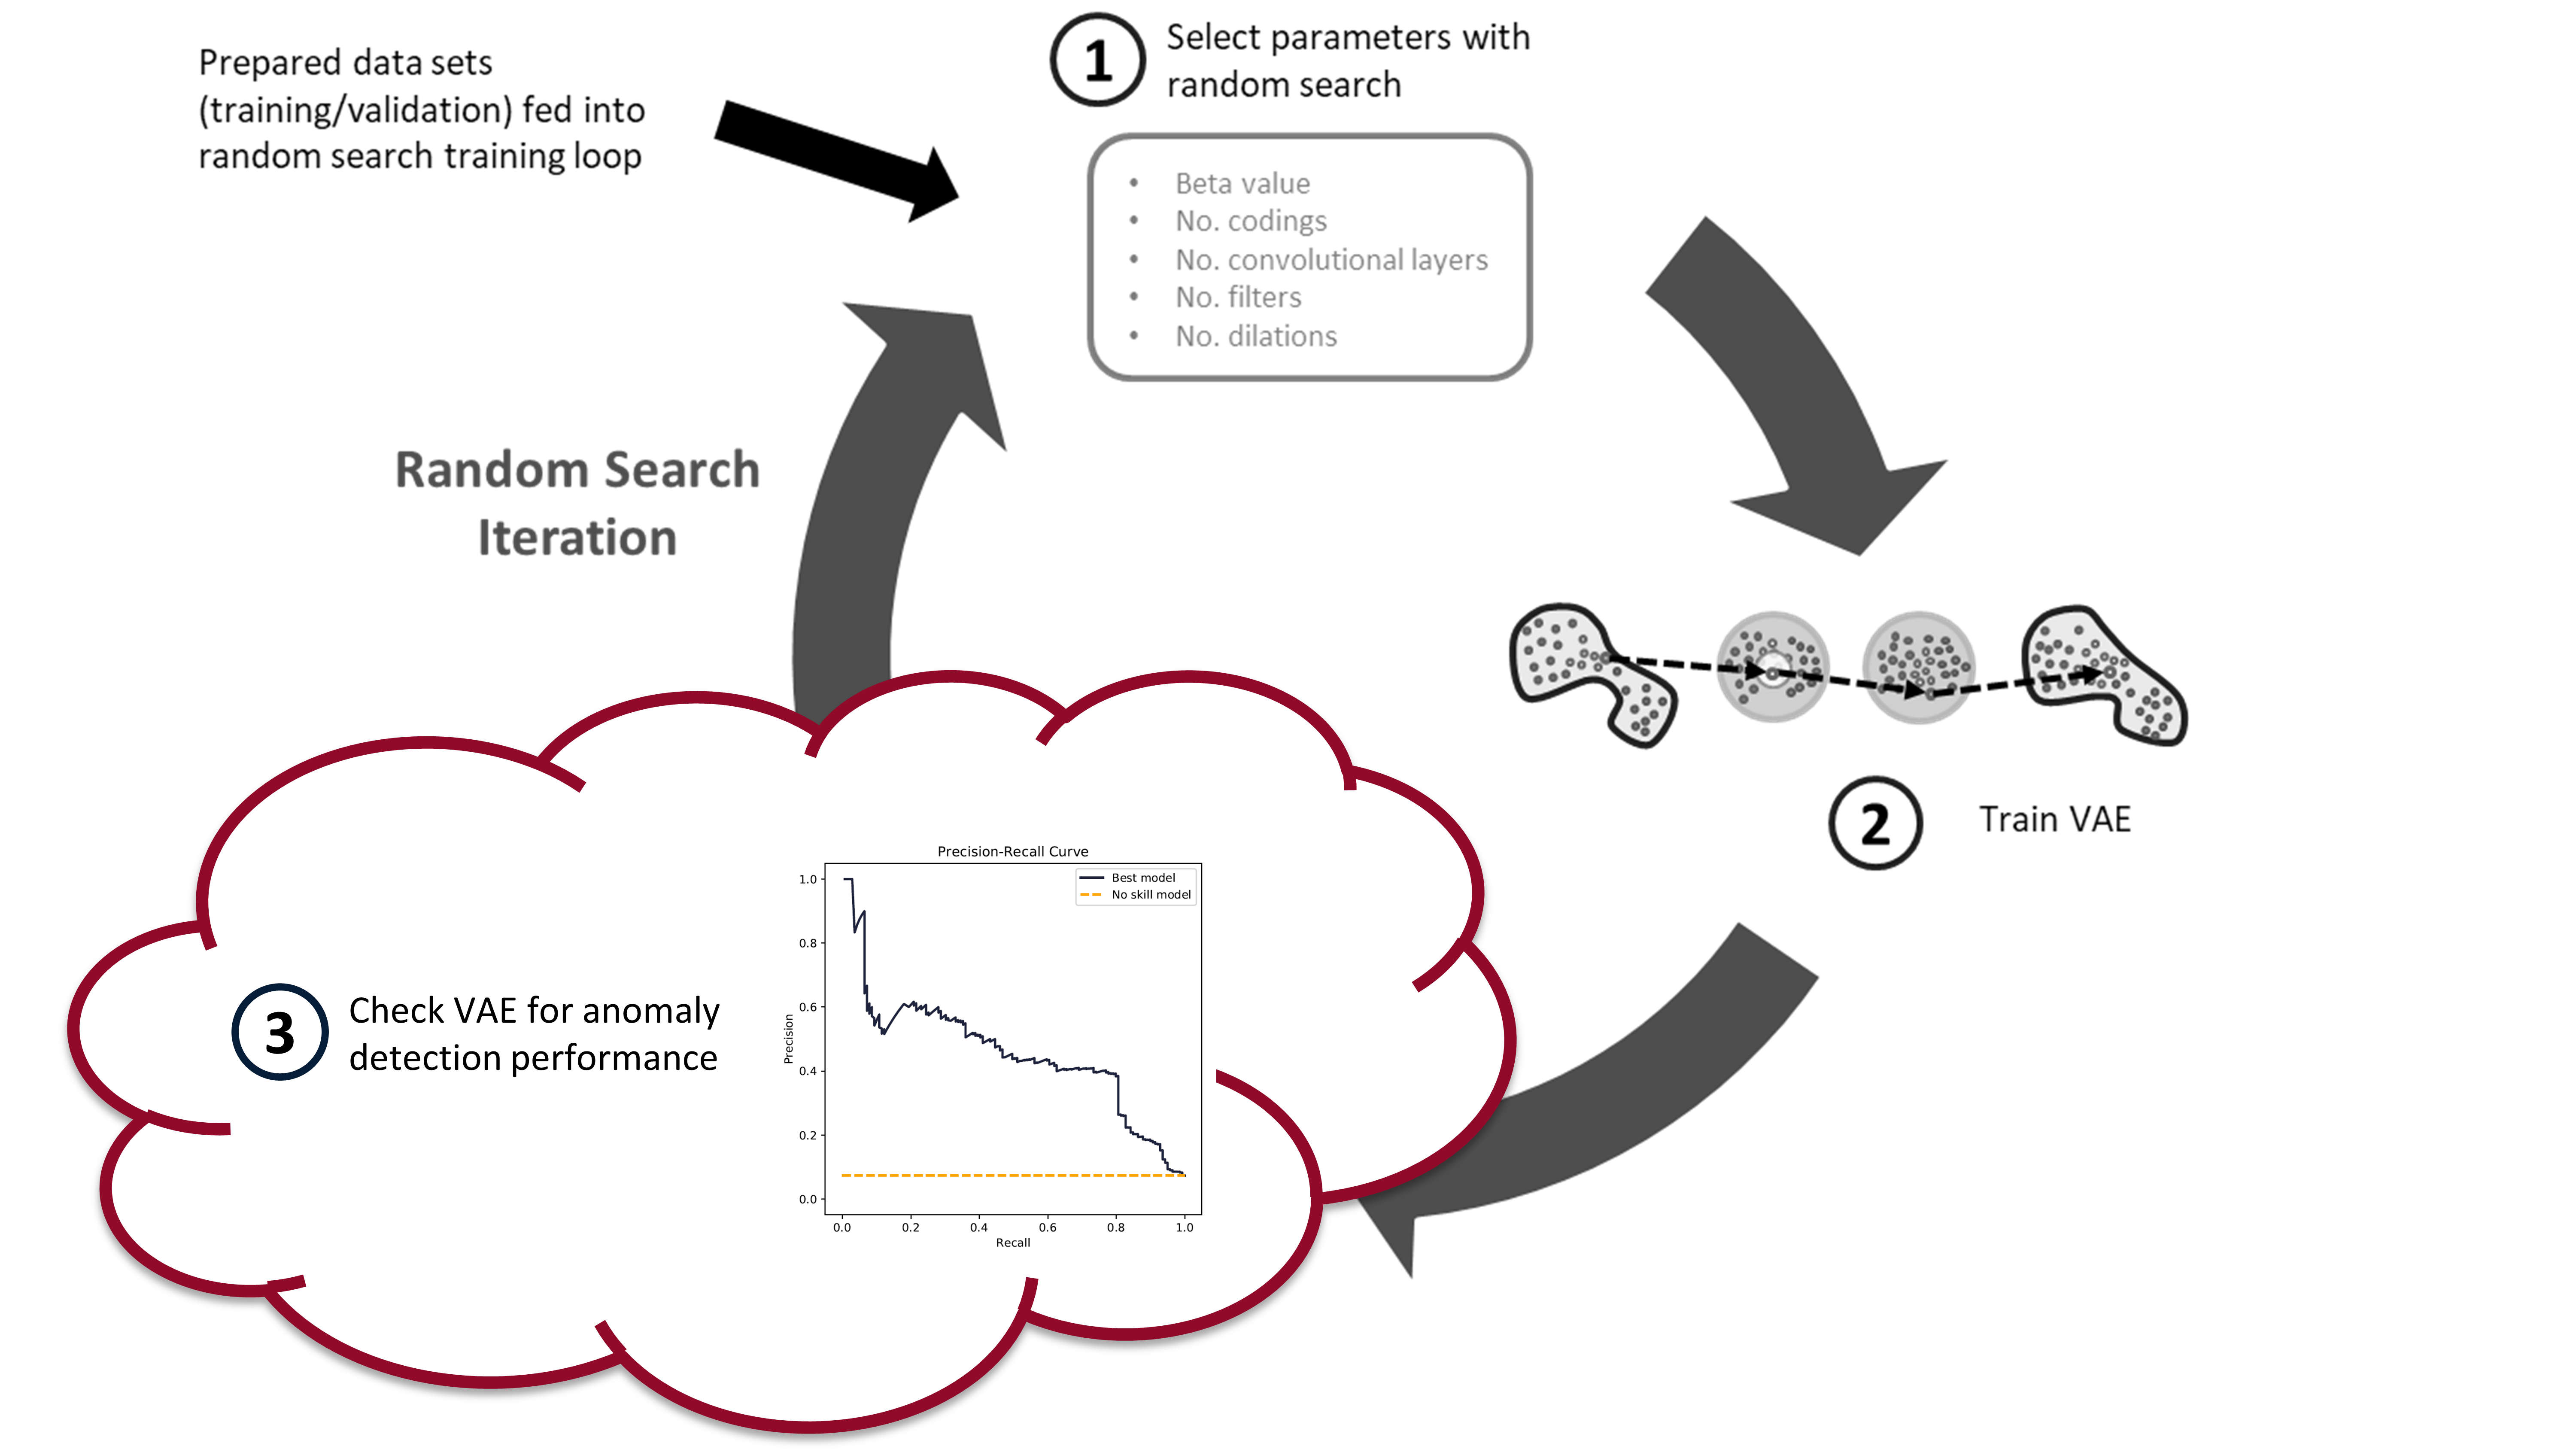 Prepared data sets
(training/validation) fed into
random search training loop
1
Select parameters with
random search
• Beta value
• No. codings
• No. convolutional layers
• No. filters
• No. dilations
Random Search
Iteration
2
Train VAE
3
Check VAE for anomaly
detection performance
Precision-Recall Curve
Best model
No skill model
Precision
1.0
0.8
0.6
0.4
0.2
0.0
0.0 0.2 0.4 0.6 0.8 1.0
Recall